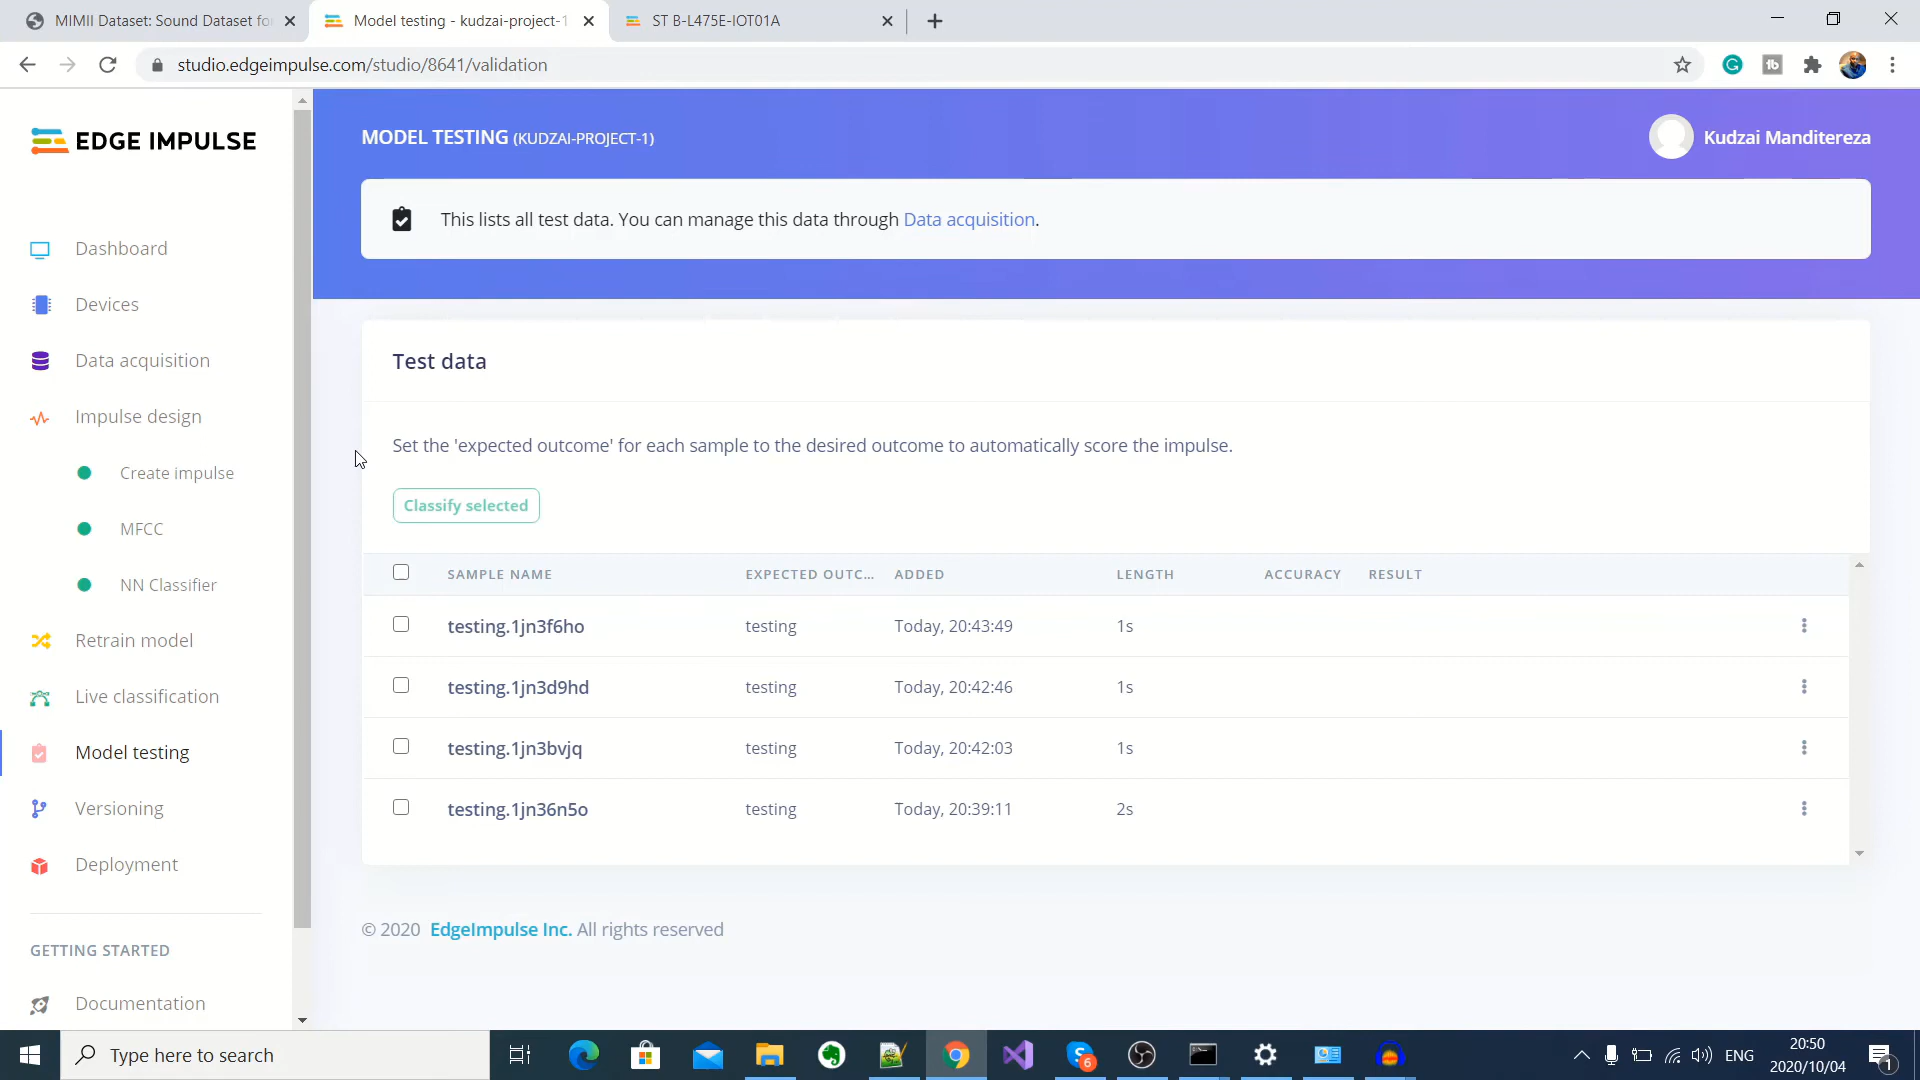 MIMII Dataset: Sound Dataset fo
Model testing - kudzai-project-1
ST B-L475E-IOT01A
studio.edgeimpulse.com/studio/8641/validation
EDGE IMPULSE
MODEL TESTING (KUDZAI-PROJECT-1)
Kudzai Manditereza
This lists all test data. You can manage this data through Data acquisition.
Dashboard
Devices
Data acquisition
Impulse design
Create impulse
MFCC
NN Classifier
Retrain model
Live classification
Model testing
Versioning
Deployment
GETTING STARTED
Documentation
Test data
Set the 'expected outcome' for each sample to the desired outcome to automatically score the impulse.
Classify selected
SAMPLE NAME EXPECTED OUTC... ADDED LENGTH ACCURACY RESULT
testing.1jn3f6ho testing Today, 20:43:49 1s
testing.1jn3d9hd testing Today, 20:42:46 1s
testing.1jn3bvjq testing Today, 20:42:03 1s
testing.1jn36n5o testing Today, 20:39:11 2s
© 2020 EdgeImpulse Inc. All rights reserved
Type here to search
6
ENG
20:50
2020/10/04
1